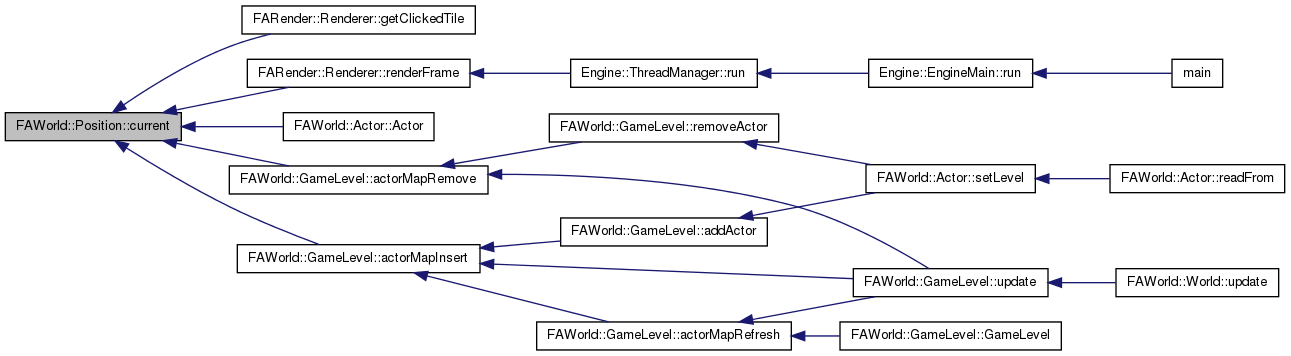 FARender::Renderer::getClickedTile
FARender::Renderer::renderFrame
Engine::ThreadManager::run
Engine::EngineMain::run
main
FAWorld::Position::current
FAWorld::Actor::Actor
FAWorld::GameLevel::removeActor
FAWorld::GameLevel::actorMapRemove
FAWorld::Actor::setLevel
FAWorld::Actor::readFrom
FAWorld::GameLevel::addActor
FAWorld::GameLevel::actorMapInsert
FAWorld::GameLevel::update
FAWorld::World::update
FAWorld::GameLevel::actorMapRefresh
FAWorld::GameLevel::GameLevel